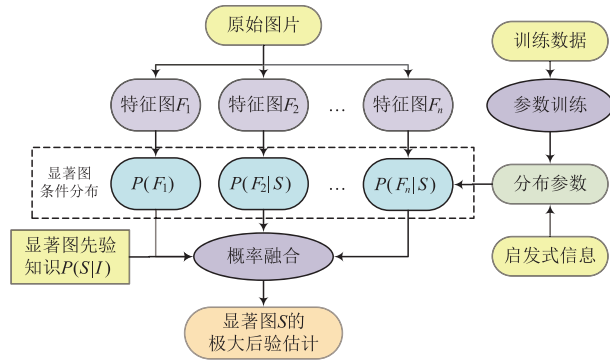 原始图片
训练数据
特征图F₁
特征图F₂
…
特征图Fₙ
参数训练
显著图
条件分布
P(F₁)
P(F₂|S)
…
P(Fₙ|S)
分布参数
显著图先验
知识P(S|I)
概率融合
启发式信息
显著图S的
极大后验估计